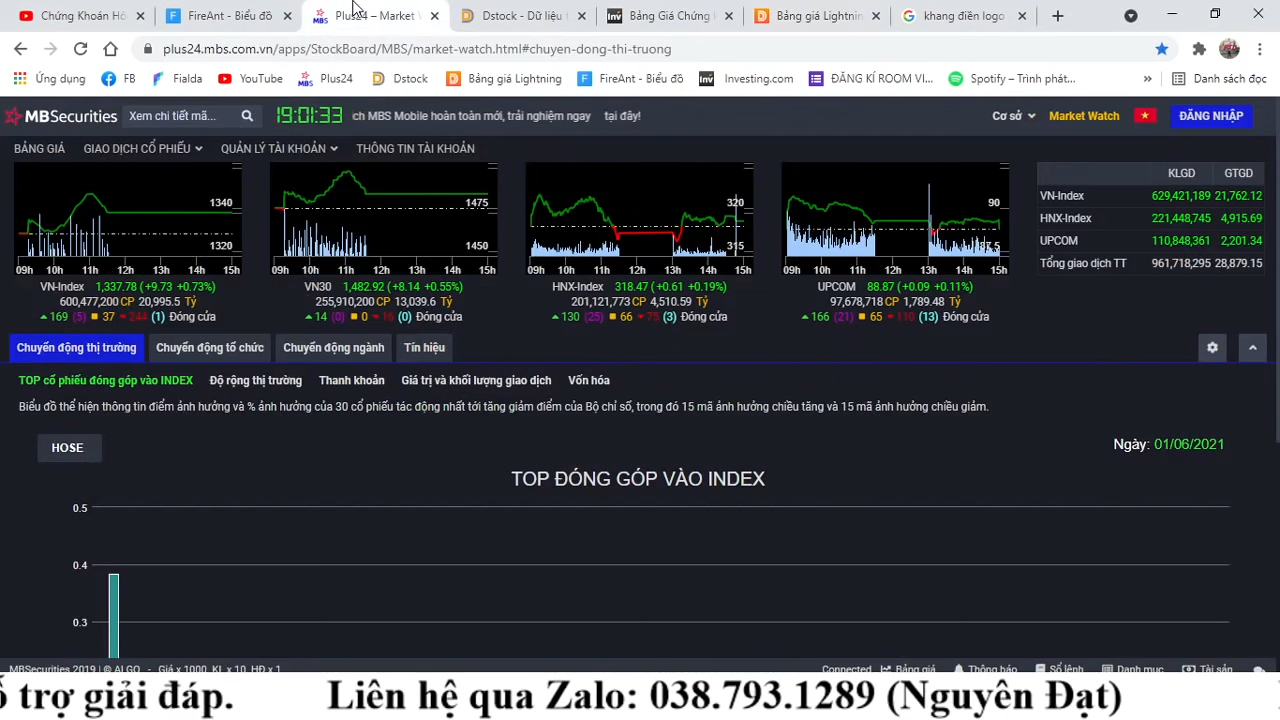 Chứng Khoán Hô
FireAnt - Biểu đồ
Plus24 – Market W
Dstock - Dữ liệu t
Bảng Giá Chứng k
Bảng giá Lightnin
khang điền logo
plus24.mbs.com.vn/apps/StockBoard/MBS/market-watch.html#chuyen-dong-thi-truong
Ứng dụng
FB
Fialda
YouTube
Plus24
Dstock
Bảng giá Lightning
FireAnt - Biểu đồ
Investing.com
ĐĂNG KÍ ROOM VI...
Spotify – Trình phát...
»
Danh sách đọc
MBSecurities
Xem chi tiết mã...
19:01:33
ch MBS Mobile hoàn toàn mới, trải nghiệm ngay tại đây!
Cơ sở
Market Watch
ĐĂNG NHẬP
BẢNG GIÁ
GIAO DỊCH CỔ PHIẾU
QUẢN LÝ TÀI KHOẢN
THÔNG TIN TÀI KHOẢN
1340
1320
09h 10h 11h 12h 13h 14h 15h
VN-Index 1,337.78 ( +9.73 +0.73%)
600,477,200 CP 20,995.5 Tỷ
169 (5) 37 244 (1) Đóng cửa
1475
1450
09h 10h 11h 12h 13h 14h 15h
VN30 1,482.92 ( +8.14 +0.55%)
255,910,200 CP 13,039.6 Tỷ
14 (0) 0 16 (0) Đóng cửa
320
315
09h 10h 11h 12h 13h 14h 15h
HNX-Index 318.47 ( +0.61 +0.19%)
201,121,773 CP 4,510.59 Tỷ
130 (25) 66 75 (3) Đóng cửa
90
87.5
09h 10h 11h 12h 13h 14h 15h
UPCOM 88.87 ( +0.09 +0.11%)
97,678,718 CP 1,789.48 Tỷ
166 (21) 65 110 (13) Đóng cửa
KLGD GTGD
VN-Index 629,421,189 21,762.12
HNX-Index 221,448,745 4,915.69
UPCOM 110,848,361 2,201.34
Tổng giao dịch TT 961,718,295 28,879.15
Chuyển động thị trường
Chuyển động tổ chức
Chuyển động ngành
Tín hiệu
TOP cổ phiếu đóng góp vào INDEX
Độ rộng thị trường
Thanh khoản
Giá trị và khối lượng giao dịch
Vốn hóa
Biểu đồ thể hiện thông tin điểm ảnh hưởng và % ảnh hưởng của 30 cổ phiếu tác động nhất tới tăng giảm điểm của Bộ chỉ số, trong đó 15 mã ảnh hưởng chiều tăng và 15 mã ảnh hưởng chiều giảm.
HOSE
Ngày: 01/06/2021
TOP ĐÓNG GÓP VÀO INDEX
0.5
0.4
0.3
MBSecurities 2019 | © ALGO - Giá x 1000, KL x 10, HĐ x 1
Connected
Bảng giá
Thông báo
Sổ lệnh
Danh mục
Tài sản
ỗ trợ giải đáp. Liên hệ qua Zalo: 038.793.1289 (Nguyên Đạt)